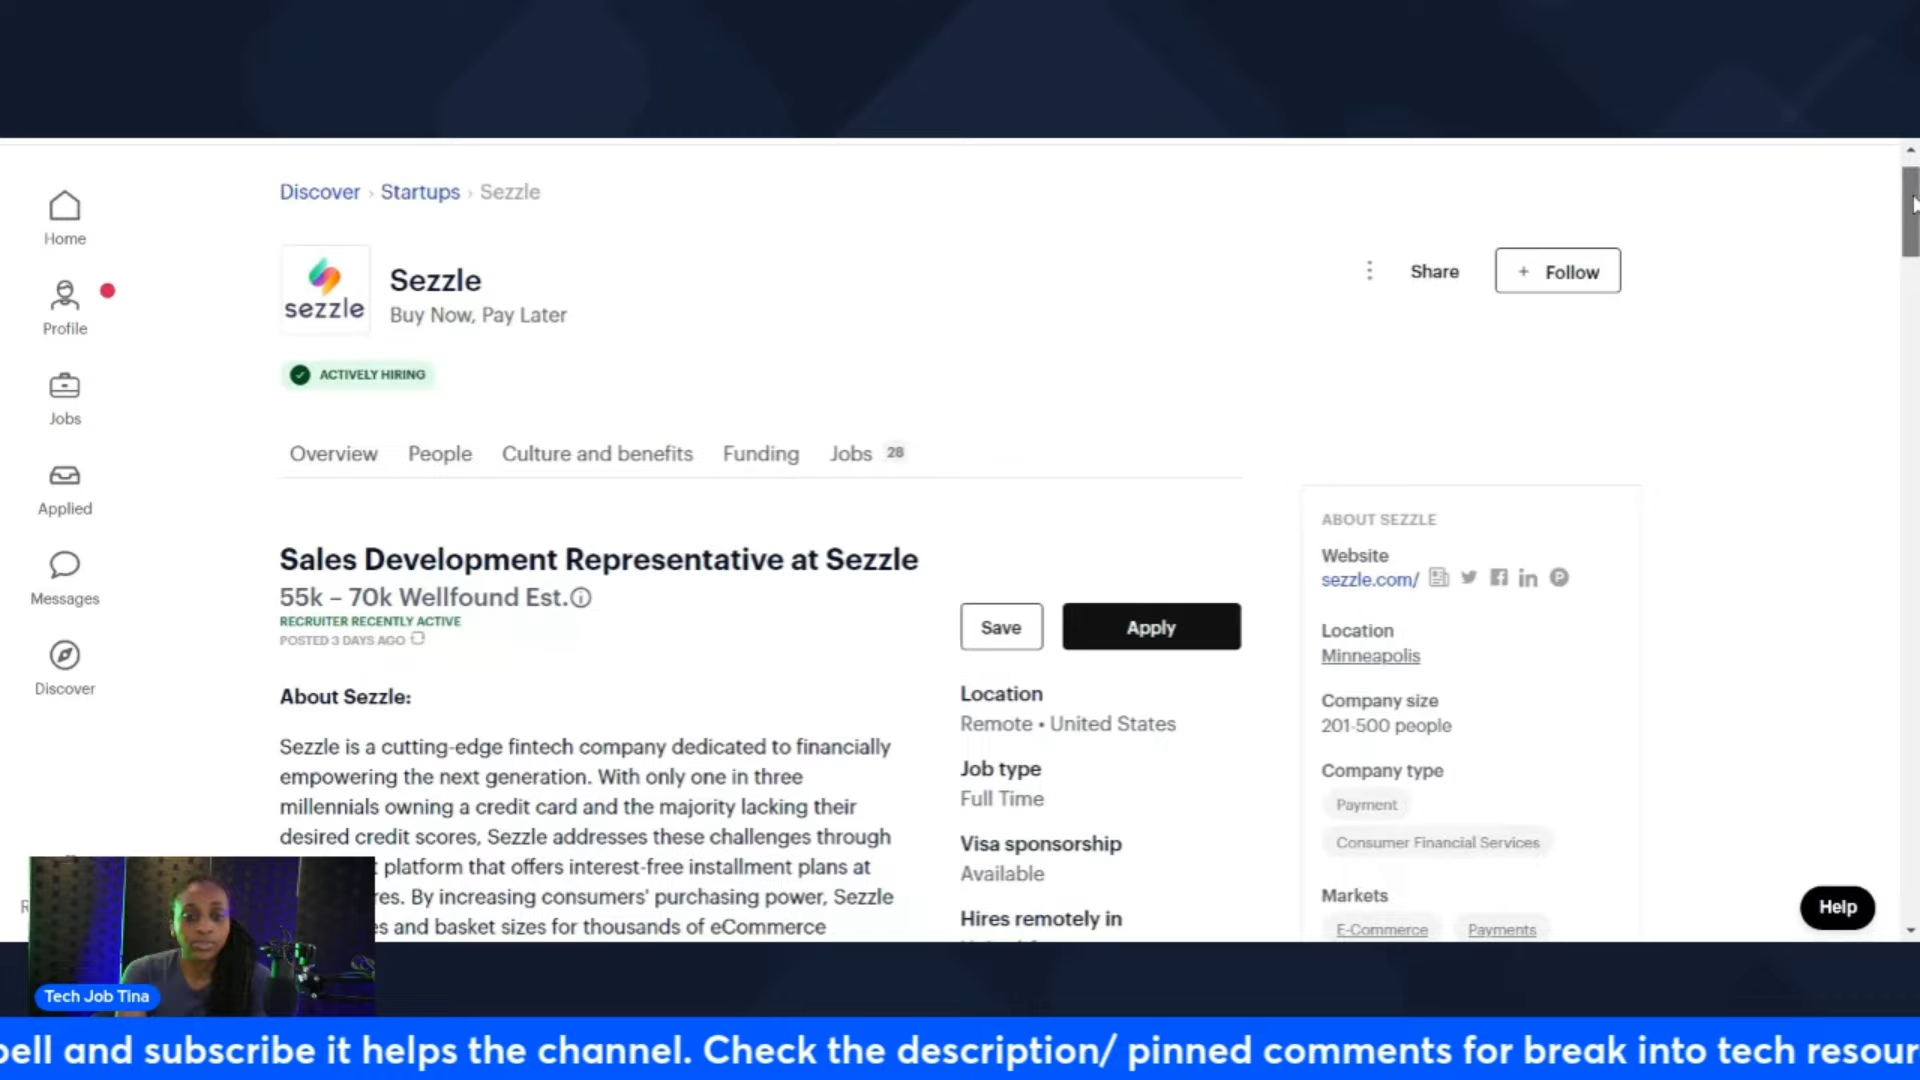 Discover › Startups › Sezzle
Home
Profile
Jobs
Applied
Messages
Discover
sezzle
Sezzle
Buy Now, Pay Later
Share
+ Follow
ACTIVELY HIRING
Overview People Culture and benefits Funding Jobs 28
Sales Development Representative at Sezzle
55k – 70k Wellfound Est.
RECRUITER RECENTLY ACTIVE
POSTED 3 DAYS AGO
Save
Apply
About Sezzle:
Sezzle is a cutting-edge fintech company dedicated to financially
empowering the next generation. With only one in three
millennials owning a credit card and the majority lacking their
desired credit scores, Sezzle addresses these challenges through
platform that offers interest-free installment plans at
res. By increasing consumers' purchasing power, Sezzle
s and basket sizes for thousands of eCommerce
Location
Remote • United States
Job type
Full Time
Visa sponsorship
Available
Hires remotely in
ABOUT SEZZLE
Website
sezzle.com/
Location
Minneapolis
Company size
201-500 people
Company type
Payment
Consumer Financial Services
Markets
E-Commerce Payments
Help
Tech Job Tina
bell and subscribe it helps the channel. Check the description/ pinned comments for break into tech resour